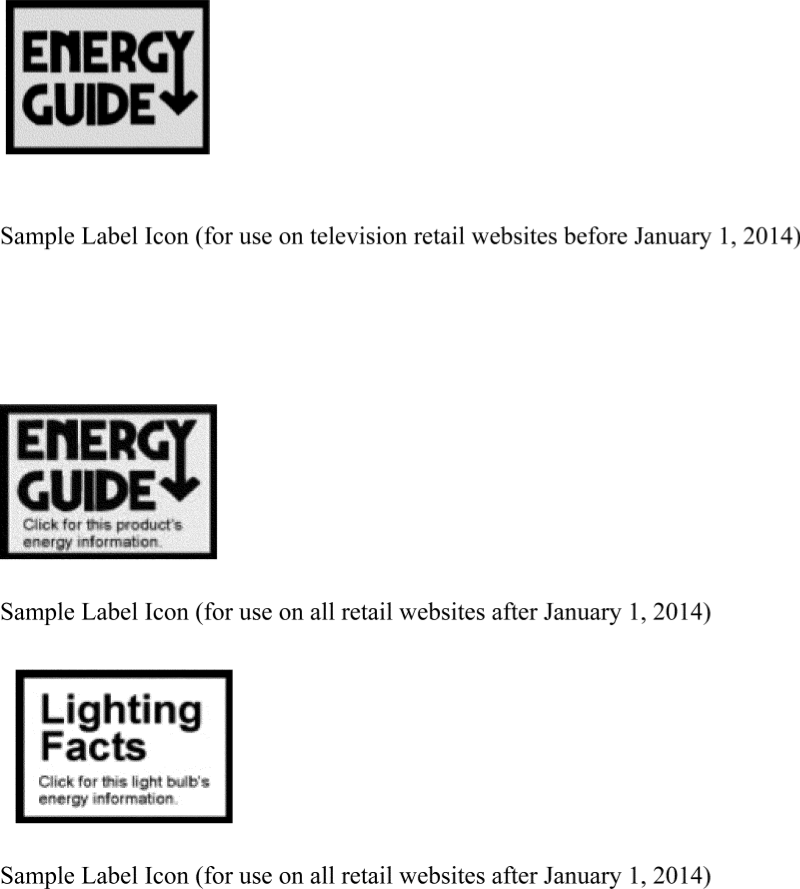 ENERGY
GUIDE
Sample Label Icon (for use on television retail websites before January 1, 2014)
ENERGY
GUIDE
Click for this product's
energy information.
Sample Label Icon (for use on all retail websites after January 1, 2014)
Lighting
Facts
Click for this light bulb's
energy information.
Sample Label Icon (for use on all retail websites after January 1, 2014)